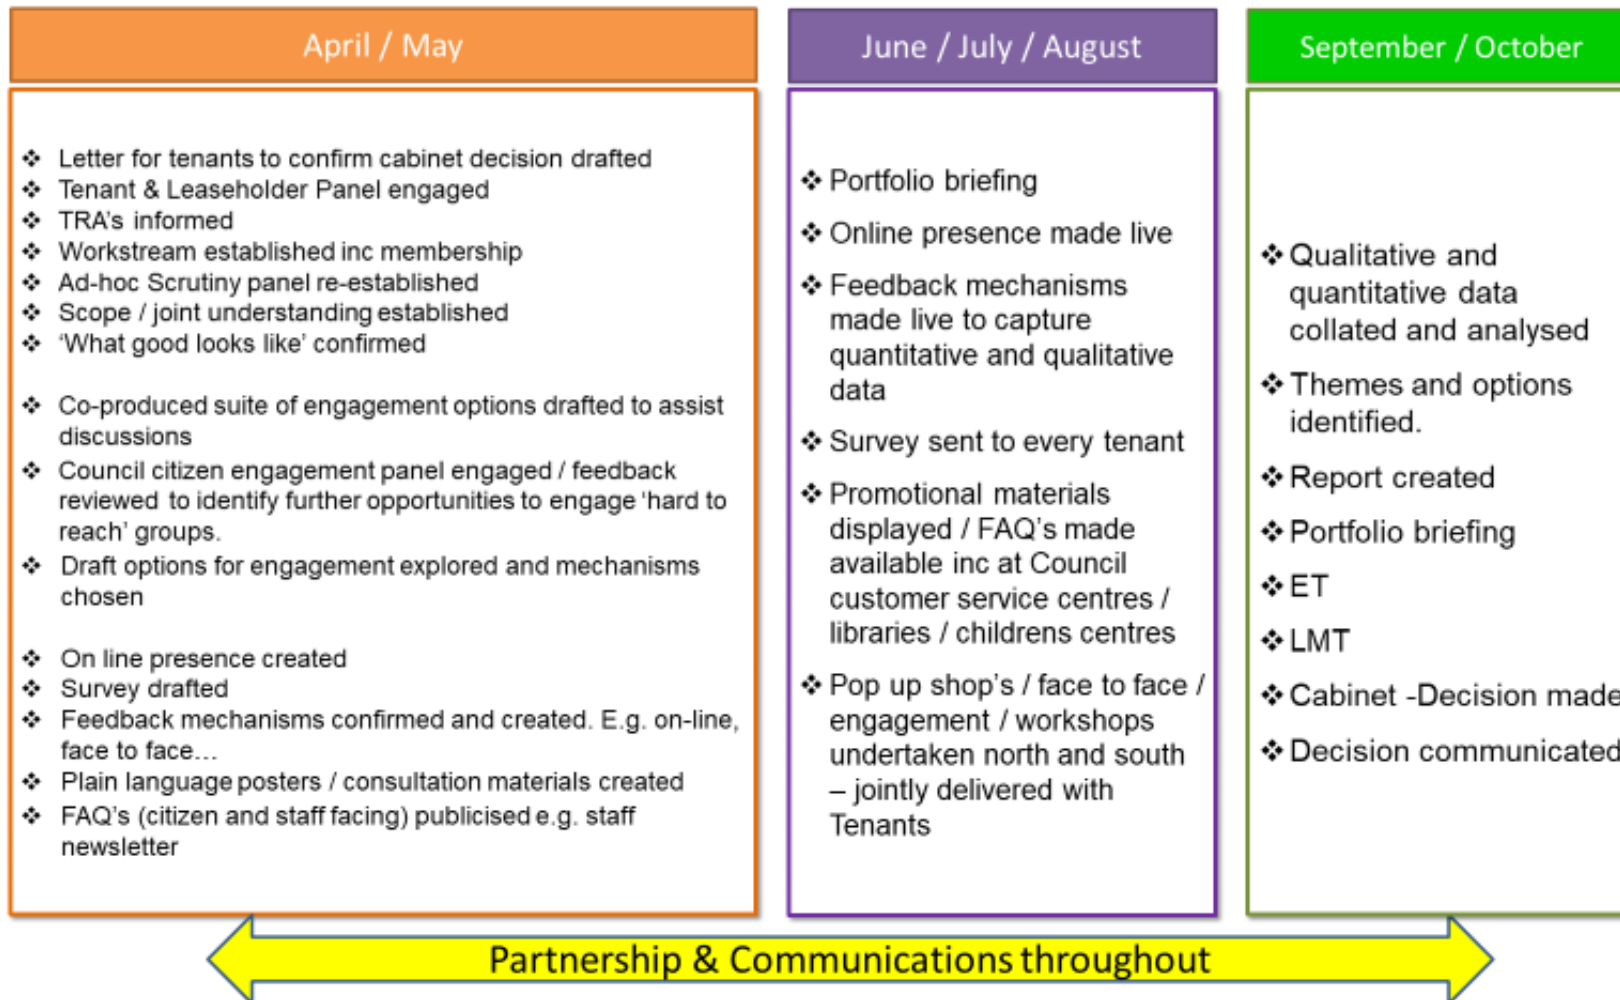 April / May
❖ Letter for tenants to confirm cabinet decision drafted
❖ Tenant & Leaseholder Panel engaged
❖ TRA's informed
❖ Workstream established inc membership
❖ Ad-hoc Scrutiny panel re-established
❖ Scope / joint understanding established
❖ ‘What good looks like’ confirmed
❖ Co-produced suite of engagement options drafted to assist
discussions
❖ Council citizen engagement panel engaged / feedback
reviewed to identify further opportunities to engage ‘hard to
reach’ groups.
❖ Draft options for engagement explored and mechanisms
chosen
❖ On line presence created
❖ Survey drafted
❖ Feedback mechanisms confirmed and created. E.g. on-line,
face to face…
❖ Plain language posters / consultation materials created
❖ FAQ's (citizen and staff facing) publicised e.g. staff
newsletter
June / July / August
❖ Portfolio briefing
❖ Online presence made live
❖ Feedback mechanisms
made live to capture
quantitative and qualitative
data
❖ Survey sent to every tenant
❖ Promotional materials
displayed / FAQ's made
available inc at Council
customer service centres /
libraries / childrens centres
❖ Pop up shop's / face to face /
engagement / workshops
undertaken north and south
– jointly delivered with
Tenants
September / October
❖ Qualitative and
quantitative data
collated and analysed
❖ Themes and options
identified.
❖ Report created
❖ Portfolio briefing
❖ ET
❖ LMT
❖ Cabinet -Decision made
❖ Decision communicated
Partnership & Communications throughout